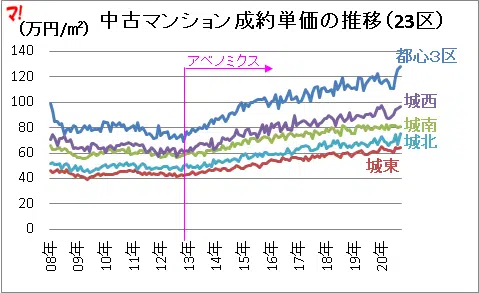 マ!
中古マンション成約単価の推移(23区)
(万円/㎡)
140
120
100
80
60
40
20
0
アベノミクス
都心3区
城西
城南
城北
城東
08年
09年
10年
11年
12年
13年
14年
15年
16年
17年
18年
19年
20年